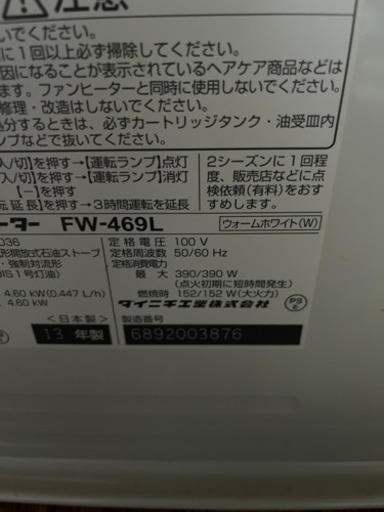 注意
いでください。
に1回以上必ず掃除してください。
因になることが表示されているヘアケア商品などは
す。ファンヒーターと同時に使用しないでください。
修理・改造はしないでください。
処分するときは、必ずカートリッジタンク・油受皿内
ンプなどで抜いてください。
入/切]を押す→[運転ランプ]点灯
入/切]を押す→[運転ランプ]消灯
[ー]を押す
転延長]を押す→3時間運転を延長
2シーズンに1回程
度、販売店などに点
検依頼(有料)をおす
すめします。
ーター FW-469L ウォームホワイト(W)
036
形開放式石油ストーブ
・強制対流形
JIS1号灯油)
4.60 kW(0.447 L/h)
4.60 kW
定格電圧 100 V
定格周波数 50/60 Hz
定格消費電力
最大 390/390 W
(点火初期に短時間発生)
燃焼時 152/152 W(大火力)
ダイニチ工業株式会社
PS
C
<日本製>
13 年製
製造番号
6892003876